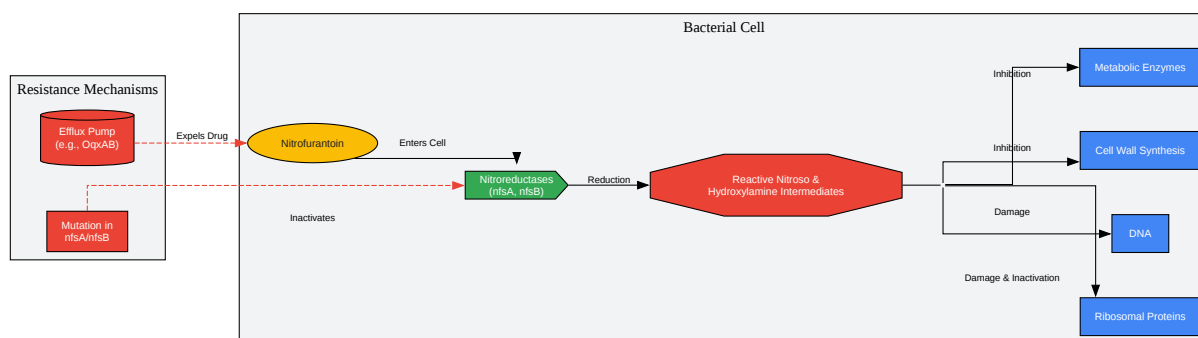 Bacterial Cell
Resistance Mechanisms
Efflux Pump
(e.g., OqxAB)
Expels Drug
Nitrofurantoin
Enters Cell
Mutation in
nfsA/nfsB
Inactivates
Nitroreductases
(nfsA, nfsB)
Reduction
Reactive Nitroso &
Hydroxylamine Intermediates
Inhibition
Metabolic Enzymes
Inhibition
Cell Wall Synthesis
Damage
DNA
Damage & Inactivation
Ribosomal Proteins